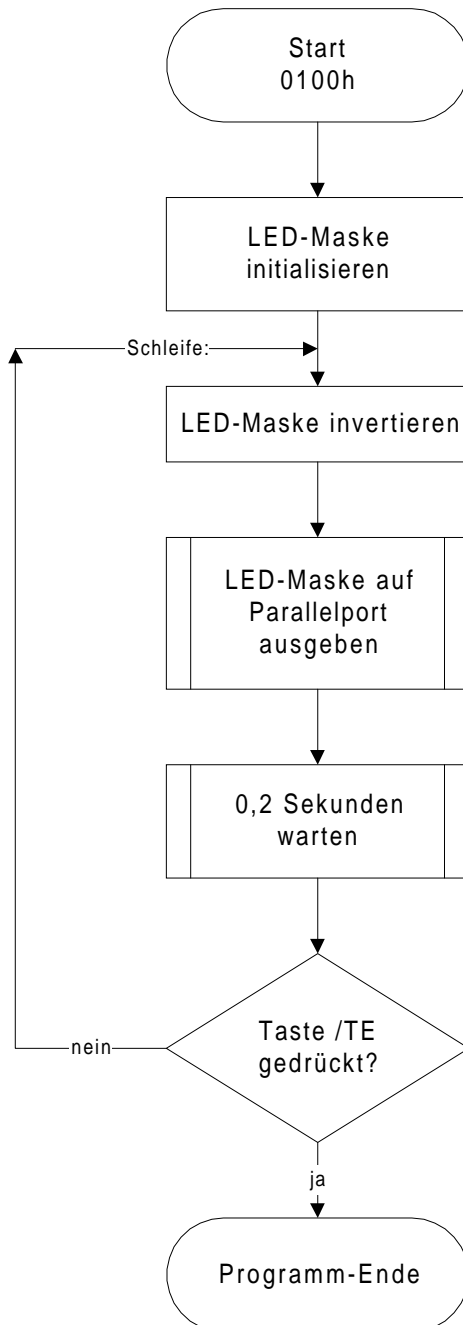 Start
0100h
LED-Maske
initialisieren
Schleife:
LED-Maske invertieren
LED-Maske auf
Parallelport
ausgeben
0,2 Sekunden
warten
Taste /TE
gedrückt?
nein
ja
Programm-Ende